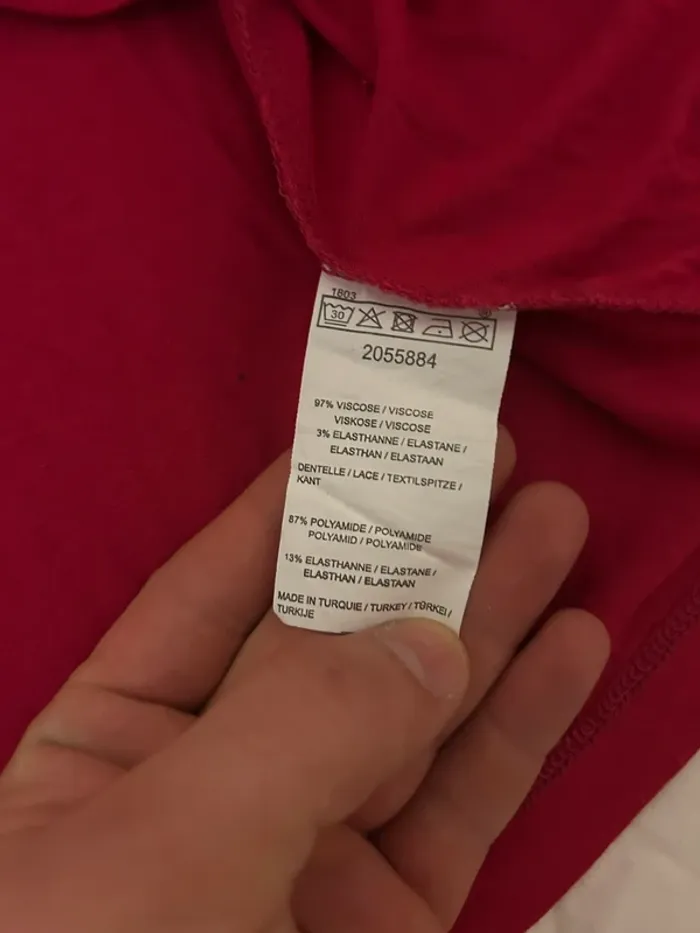 1803
30
2055884
97% VISCOSE / VISCOSE
VISKOSE / VISCOSE
3% ELASTHANNE / ELASTANE /
ELASTHAN / ELASTAAN
DENTELLE / LACE / TEXTILSPITZE /
KANT
87% POLYAMIDE / POLYAMIDE
POLYAMID / POLYAMIDE
13% ELASTHANNE / ELASTANE /
ELASTHAN / ELASTAAN
MADE IN TURQUIE / TURKEY / TÜRKEI /
TURKIJE